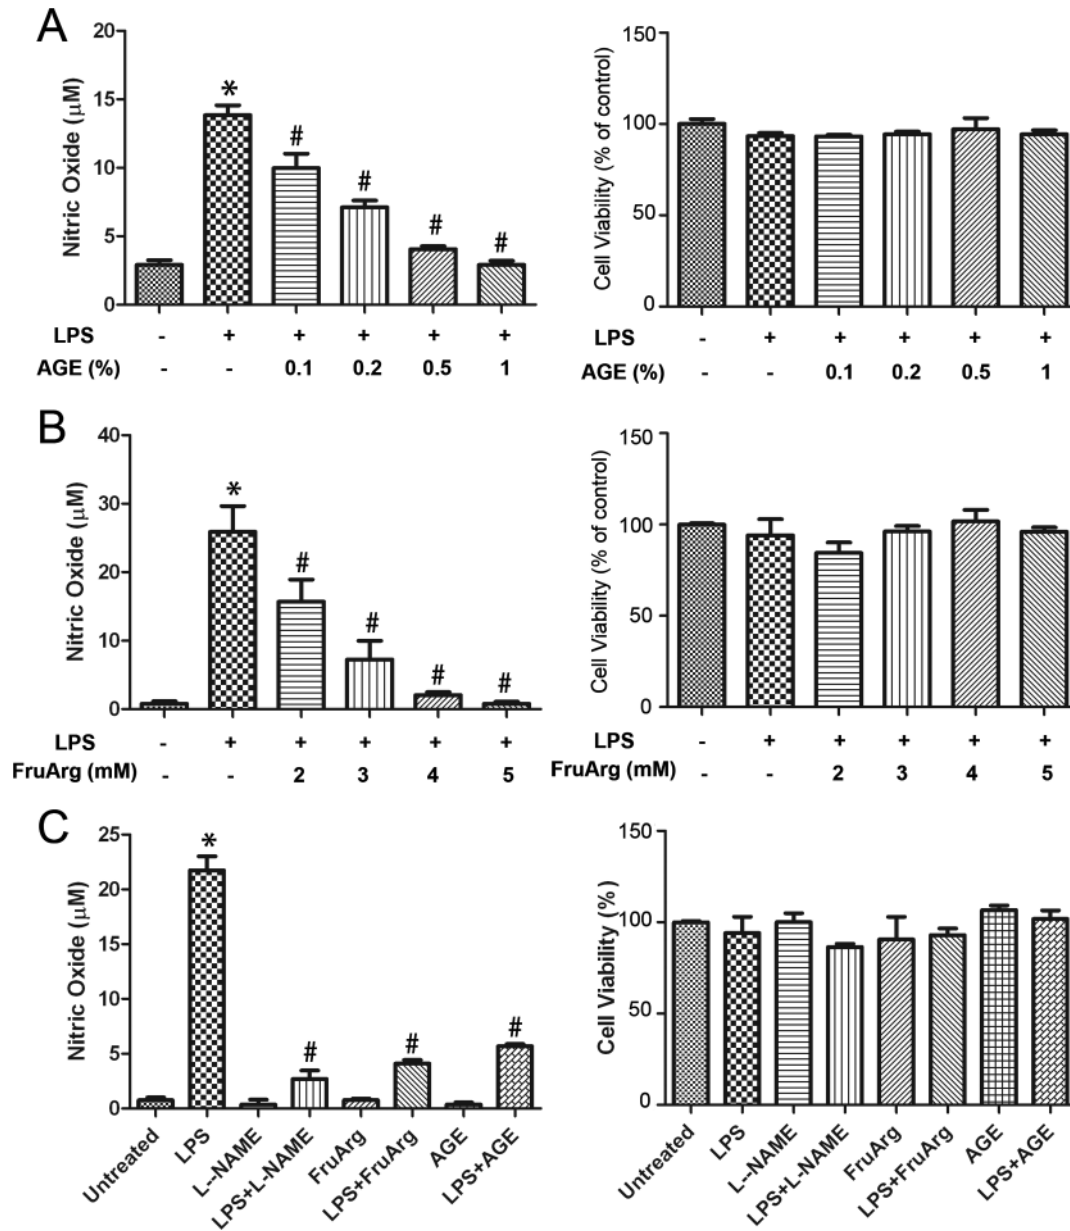 A
Nitric Oxide (μM)
20
15
10
5
0
* # # # #
LPS - + + + + +
AGE (%) - - 0.1 0.2 0.5 1
Cell Viability (% of control)
150
100
50
0
LPS - + + + + +
AGE (%) - - 0.1 0.2 0.5 1
B
Nitric Oxide (μM)
40
30
20
10
0
* # # # #
LPS - + + + + +
FruArg (mM) - - 2 3 4 5
Cell Viability (% of control)
150
100
50
0
LPS - + + + + +
FruArg (mM) - - 2 3 4 5
C
Nitric Oxide (μM)
25
20
15
10
5
0
* # # #
Untreated
LPS
L--NAME
LPS+L-NAME
FruArg
LPS+FruArg
AGE
LPS+AGE
Cell Viability (%)
150
100
50
0
Untreated
LPS
L--NAME
LPS+L-NAME
FruArg
LPS+FruArg
AGE
LPS+AGE